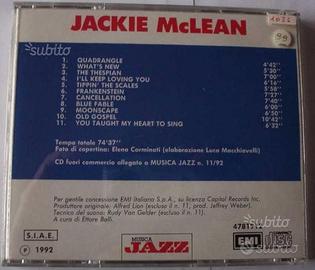 JACKIE McLEAN
subito
1. QUADRANGLE 4'42"
2. WHAT'S NEW 5'20"
3. THE THESPIAN 7'00"
4. I'LL KEEP LOVING YOU 6'16"
5. TIPPIN' THE SCALES 5'58"
6. FRANKENSTEIN 7'27"
7. CANCELLATION 7'40"
8. BLUE FABLE 6'00"
9. MOONSCAPE 6'50"
10. OLD GOSPEL 10'42"
11. YOU TAUGHT MY HEART TO SING 6'32"
Tempo totale 74'37"
Foto di copertina: Elena Carminati (elaborazione Luca Macchiavelli)
CD fuori commercio allegato a MUSICA JAZZ n. 11/92
Per gentile concessione EMI Italiana S.p.A., su licenza Capitol Records Inc.
Produttore originale: Alfred Lion (escluso il n. 11, prod. Jeffrey Weber).
Tecnico del suono: Rudy Van Gelder (escluso il n. 11).
A cura di Ettore Balli.
S.I.A.E.
℗ 1992
MUSICA
JAZZ
EMI
subito